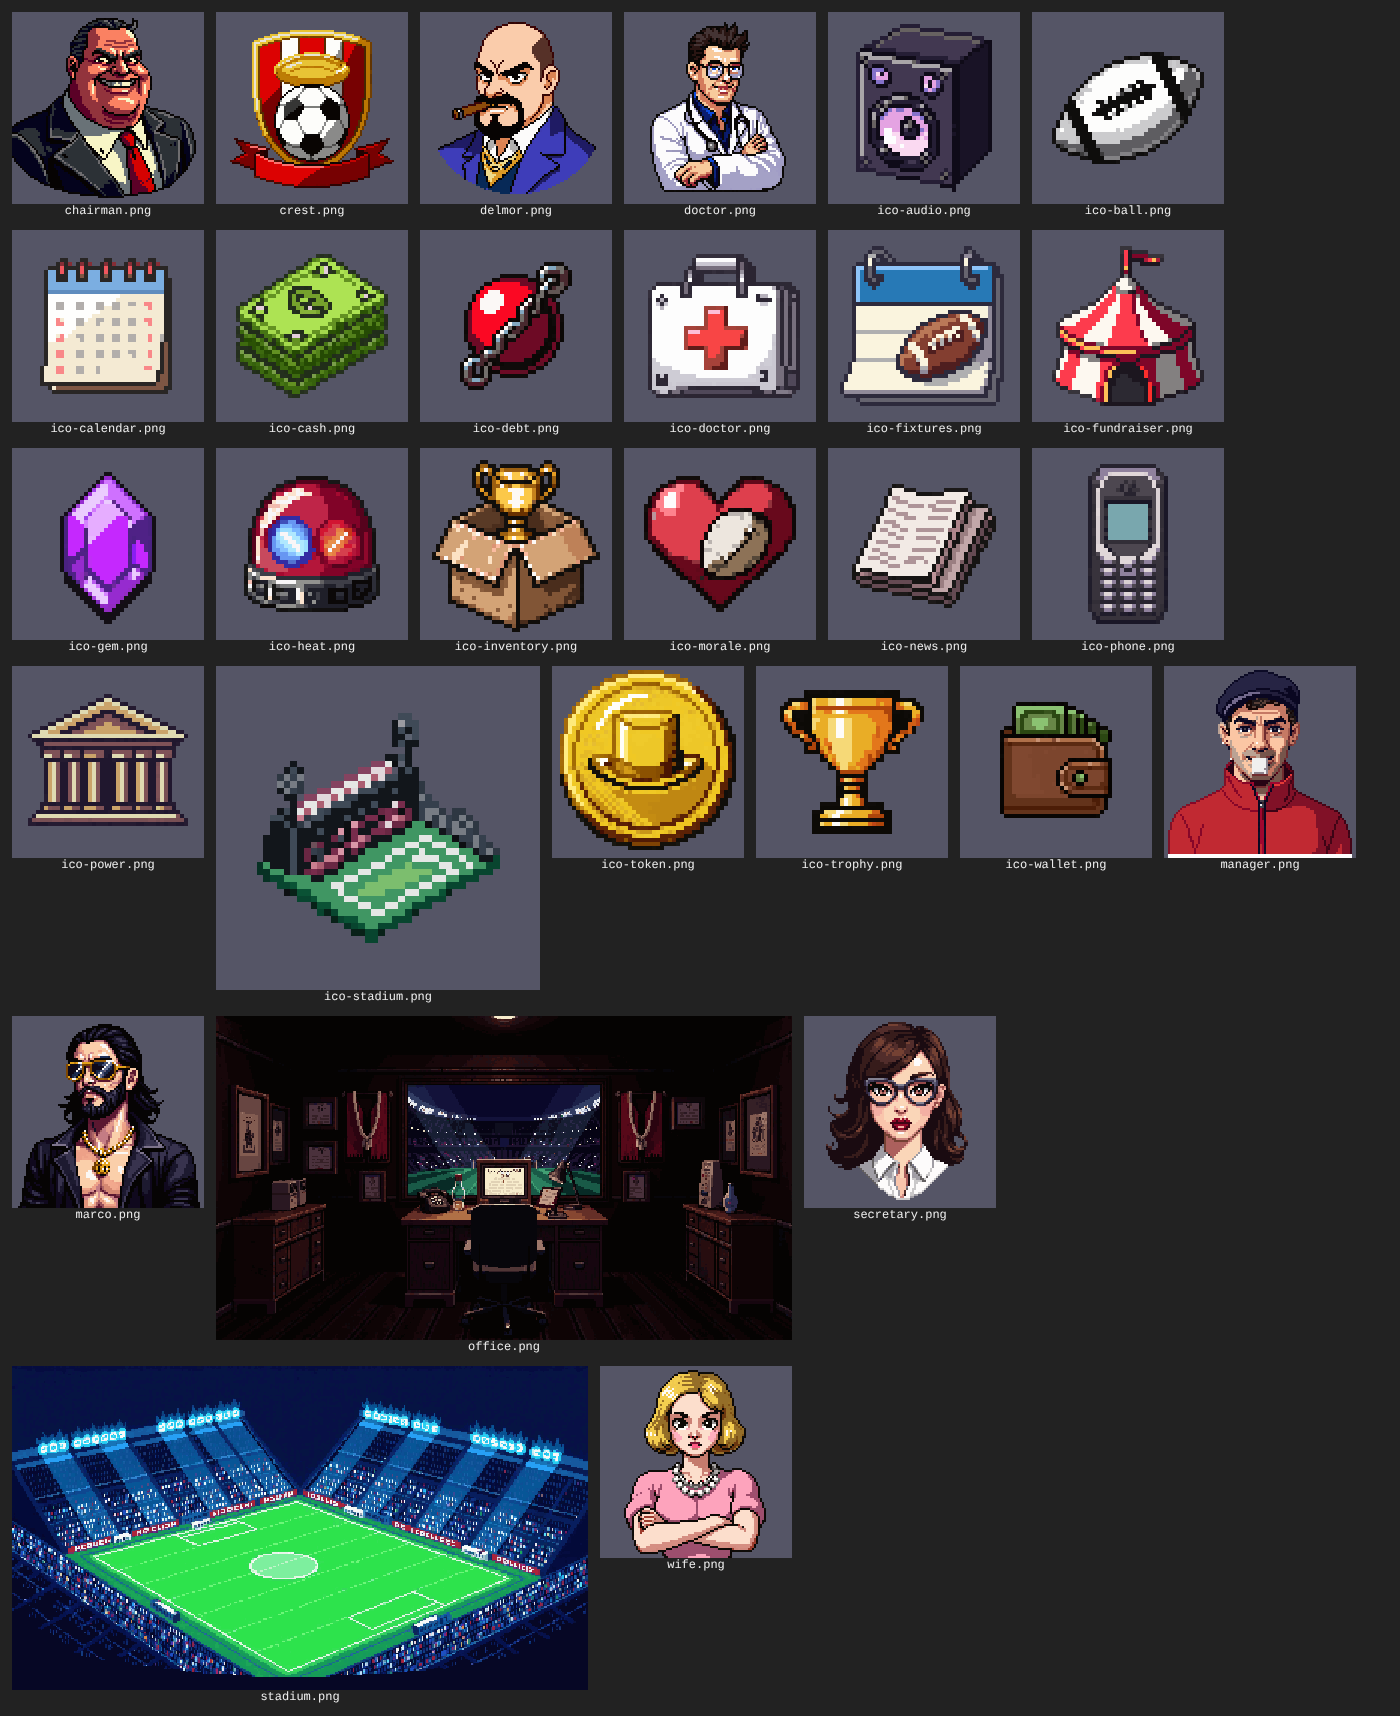 chairman.png
crest.png
delmor.png
doctor.png
ico-audio.png
ico-ball.png
ico-calendar.png
ico-cash.png
ico-debt.png
ico-doctor.png
ico-fixtures.png
ico-fundraiser.png
ico-gem.png
ico-heat.png
ico-inventory.png
ico-morale.png
ico-news.png
ico-phone.png
ico-power.png
ico-stadium.png
ico-token.png
ico-trophy.png
ico-wallet.png
manager.png
marco.png
office.png
secretary.png
stadium.png
wife.png